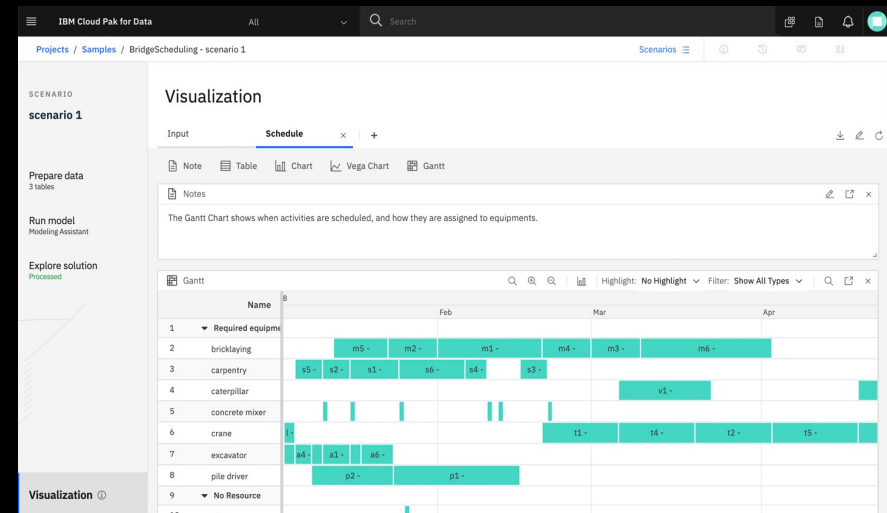 IBM Cloud Pak for Data
All
Search
Projects / Samples / BridgeScheduling - scenario 1
Scenarios
SCENARIO
scenario 1
Prepare data
3 tables
Run model
Modeling Assistant
Explore solution
Processed
Visualization
Visualization
Input Schedule × +
Note Table Chart Vega Chart Gantt
Notes ×
The Gantt Chart shows when activities are scheduled, and how they are assigned to equipments.
Gantt Highlight: No Highlight Filter: Show All Types ×
Name 8
Feb Mar Apr
1 Required equipme
2 bricklaying m5 - m2 - m1 - m4 - m3 - m6 -
3 carpentry s5 - s2 - s1 - s6 - s4 - s3 -
4 caterpillar v1 -
5 concrete mixer
6 crane l - t1 - t4 - t2 - t5 -
7 excavator a4 - a1 - a6 -
8 pile driver p2 - p1 -
9 No Resource